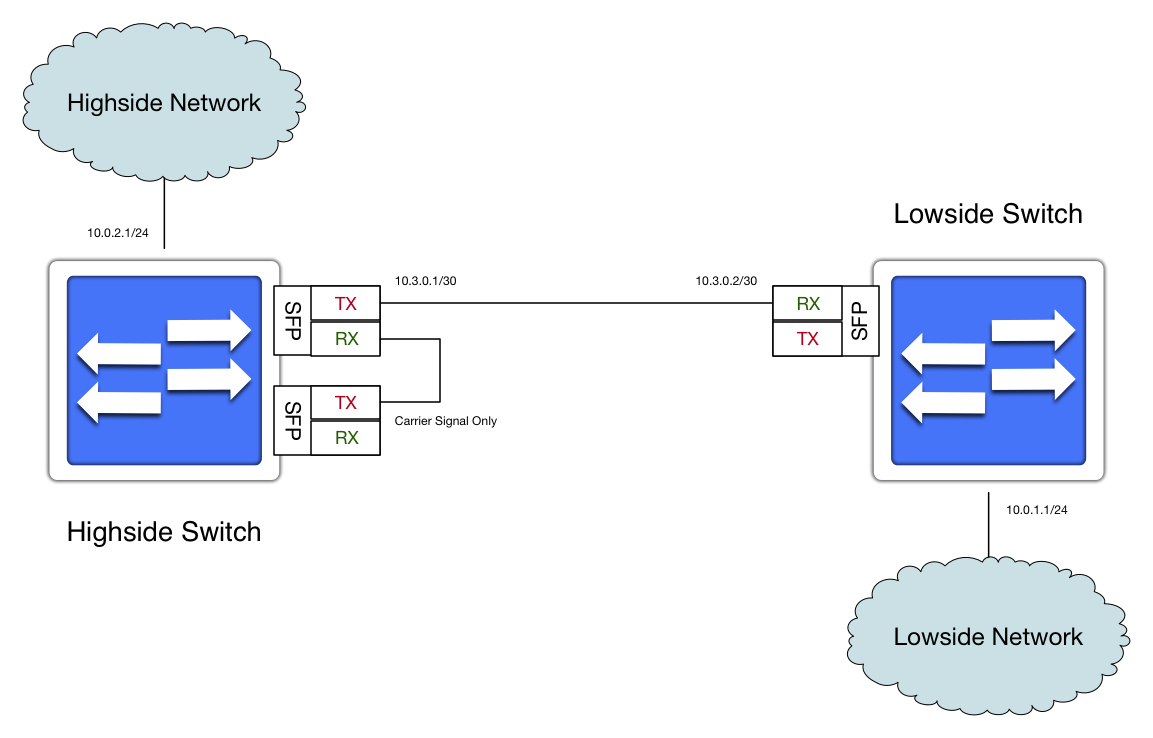 Highside Network
10.0.2.1/24
Lowside Switch
10.3.0.1/30
10.3.0.2/30
SFP
TX
RX
RX
TX
SFP
SFP
TX
RX
Carrier Signal Only
Highside Switch
10.0.1.1/24
Lowside Network